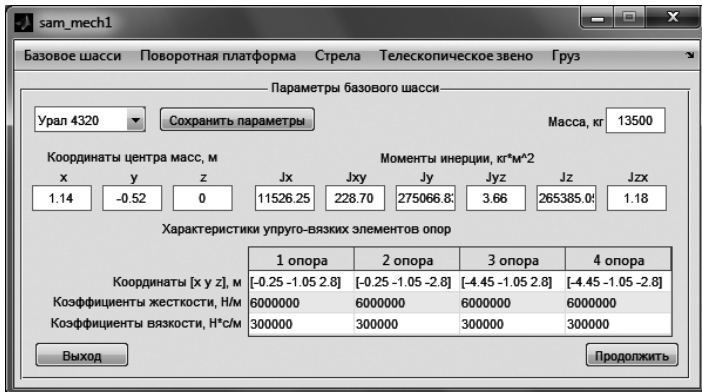 sam_mech1
Базовое шасси Поворотная платформа Стрела Телескопическое звено Груз
Параметры базового шасси
Урал 4320 Сохранить параметры Масса, кг 13500
Координаты центра масс, м Моменты инерции, кг*м^2
x y z Jx Jxy Jy Jyz Jz Jzx
1.14 -0.52 0 11526.25 228.70 275066.8 3.66 265385.0 1.18
Характеристики упруго-вязких элементов опор
1 опора 2 опора 3 опора 4 опора
Координаты [x y z], м [-0.25 -1.05 2.8] [-0.25 -1.05 -2.8] [-4.45 -1.05 2.8] [-4.45 -1.05 -2.8]
Коэффициенты жесткости, Н/м 6000000 6000000 6000000 6000000
Коэффициенты вязкости, Н*с/м 300000 300000 300000 300000
Выход Продолжить